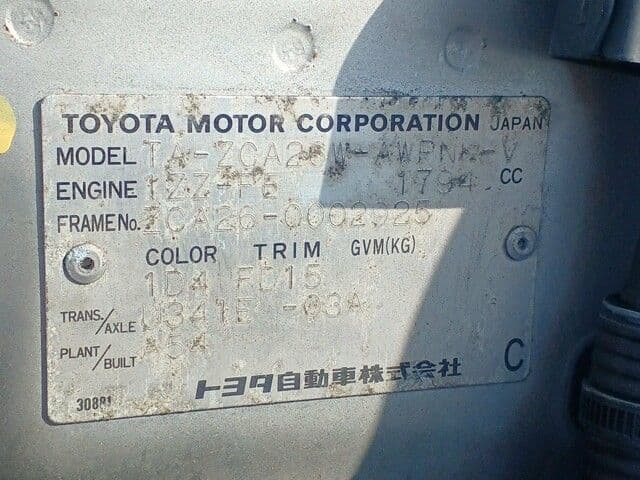 TOYOTA MOTOR CORPORATION JAPAN
MODEL TA-ZCA26W-AWPNK-V
ENGINE 1ZZ-FE 1794 CC
FRAME No. ZCA26-0002925
COLOR TRIM GVM(KG)
1D4 FD15
TRANS./AXLE U341E -03A
PLANT/BUILT A54 C
トヨタ自動車株式会社
30881